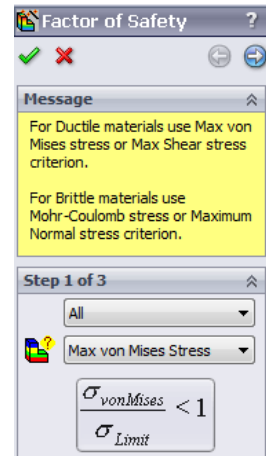 Factor of Safety ?
Message
For Ductile materials use Max von
Mises stress or Max Shear stress
criterion.
For Brittle materials use
Mohr-Coulomb stress or Maximum
Normal stress criterion.
Step 1 of 3
All
Max von Mises Stress
σ_vonMises / σ_Limit < 1